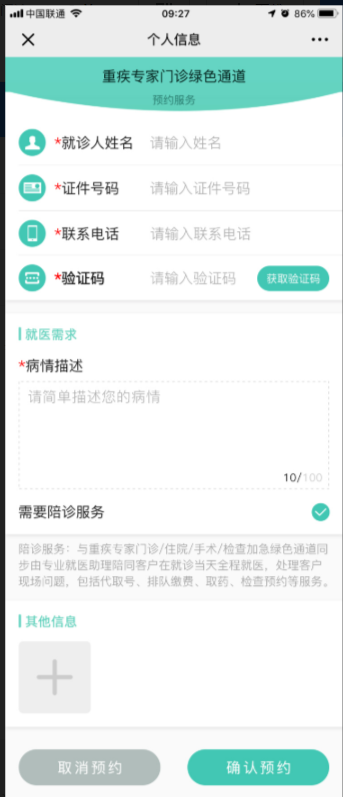 中国联通 09:27 86%
个人信息
重疾专家门诊绿色通道
预约服务
*就诊人姓名 请输入姓名
*证件号码 请输入证件号码
*联系电话 请输入联系电话
*验证码 请输入验证码 获取验证码
就医需求
*病情描述
请简单描述您的病情
10/100
需要陪诊服务
陪诊服务：与重疾专家门诊/住院/手术/检查加急绿色通道同
步由专业就医助理陪同客户在就诊当天全程就医，处理客户
现场问题，包括代取号、排队缴费、取药、检查预约等服务。
其他信息
取消预约 确认预约